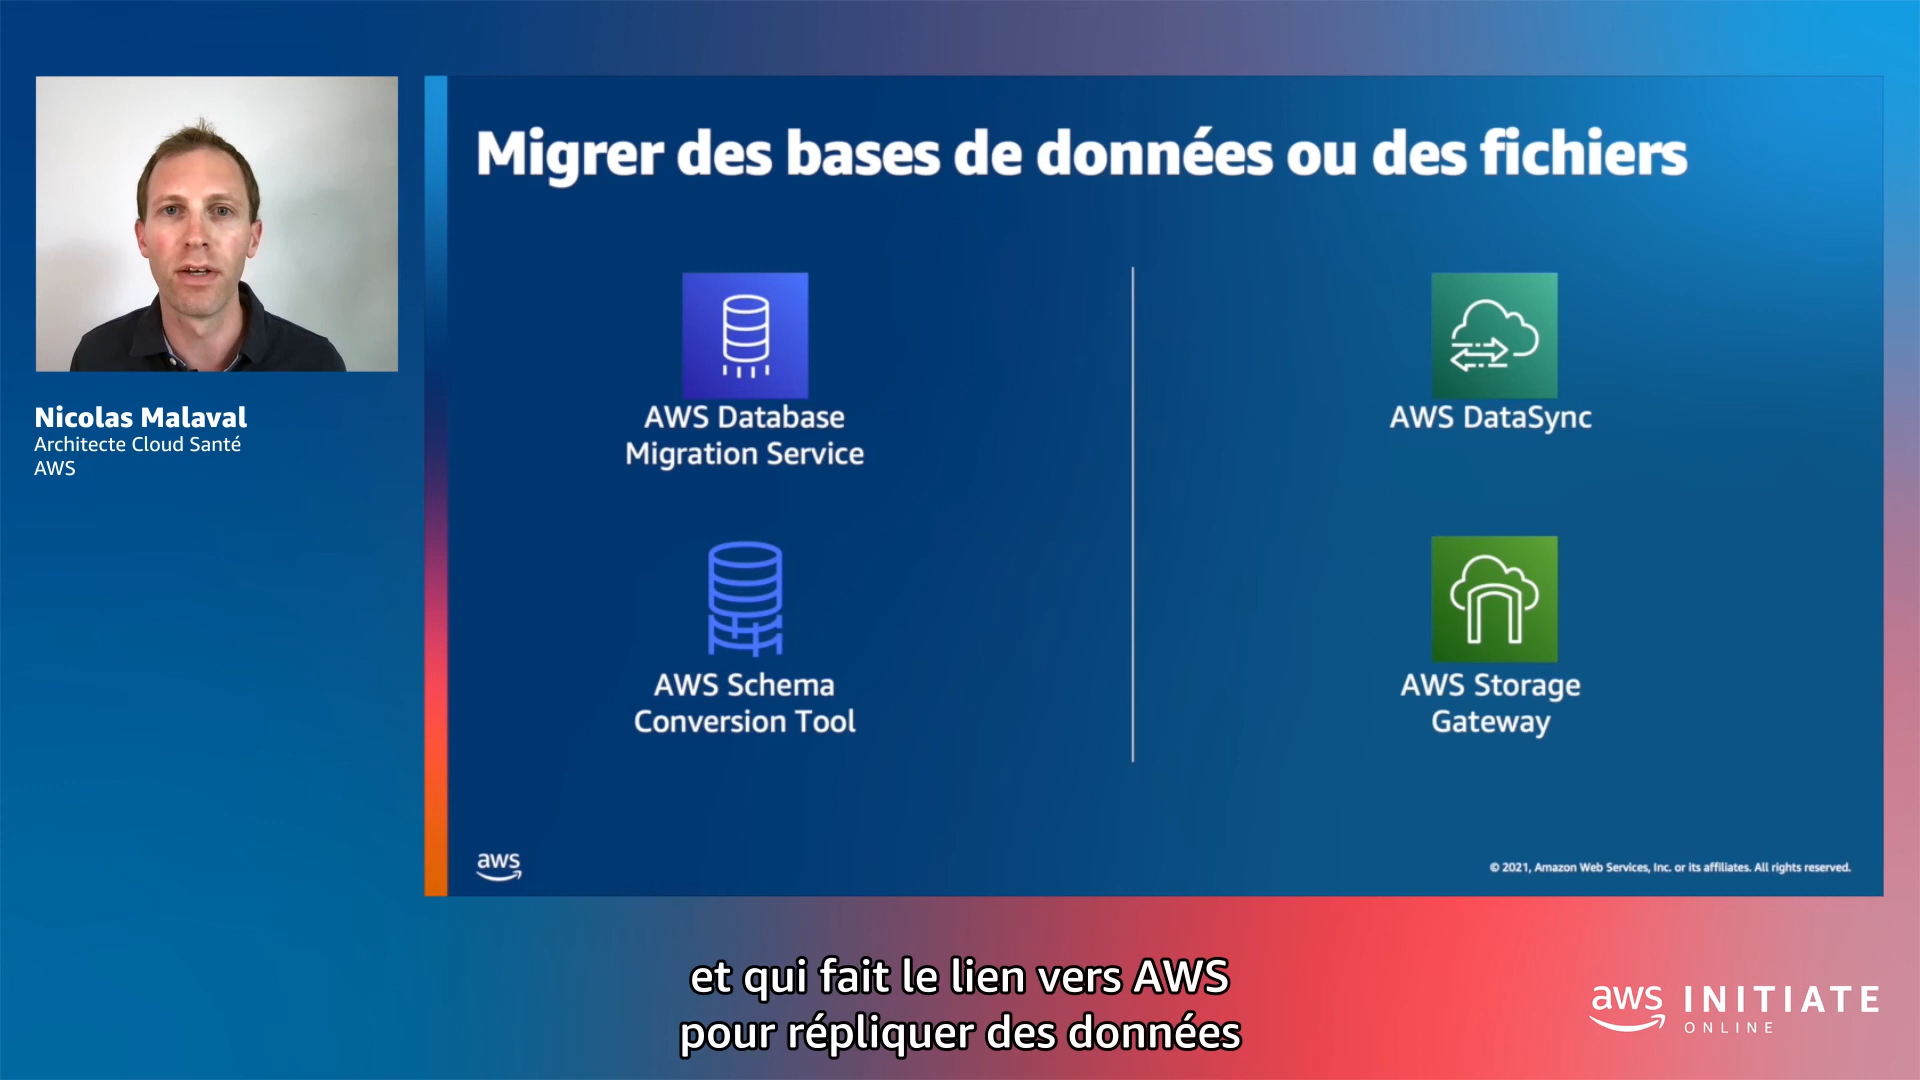 Migrer des bases de données ou des fichiers
Nicolas Malaval
Architecte Cloud Santé
AWS
AWS Database
Migration Service
AWS Schema
Conversion Tool
AWS DataSync
AWS Storage
Gateway
aws
© 2021, Amazon Web Services, Inc. or its affiliates. All rights reserved.
et qui fait le lien vers AWS
pour répliquer des données
aws INITIATE
ONLINE